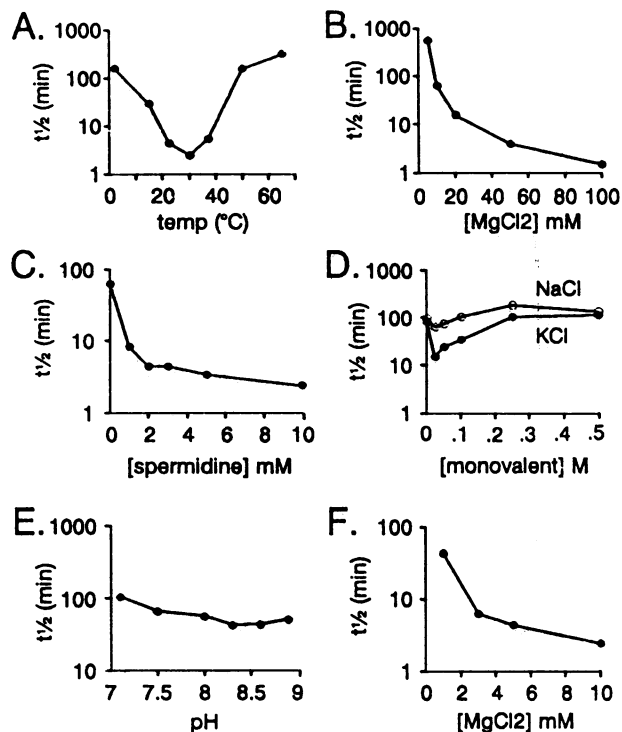 A.
t½ (min)
1000
100
10
1
0 20 40 60
temp (°C)
B.
t½ (min)
1000
100
10
1
0 20 40 60 80 100
[MgCl2] mM
C.
t½ (min)
100
10
1
0 2 4 6 8 10
[spermidine] mM
D.
t½ (min)
1000
100
10
1
NaCl
KCl
0 .1 .2 .3 .4 .5
[monovalent] M
E.
t½ (min)
1000
100
10
7 7.5 8 8.5 9
pH
F.
t½ (min)
100
10
1
0 2 4 6 8 10
[MgCl2] mM